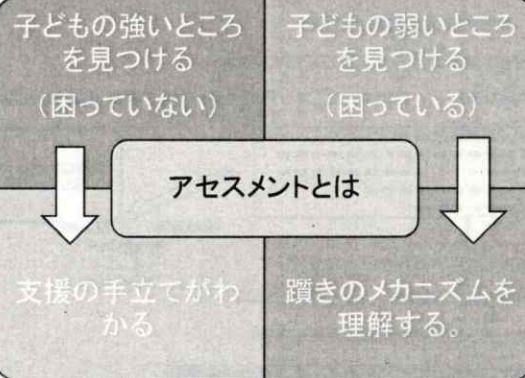 子どもの強いところ
を見つける
(困っていない)
子どもの弱いところ
を見つける
(困っている)
アセスメントとは
支援の手立てがわ
かる
躓きのメカニズムを
理解する。